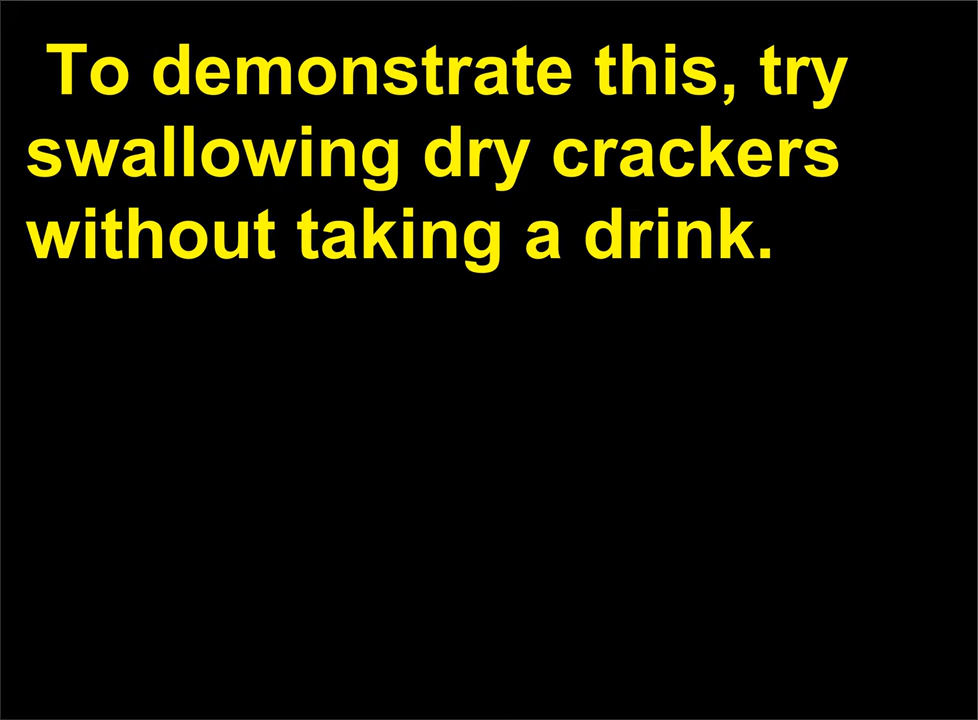 To demonstrate this, try
swallowing dry crackers
without taking a drink.